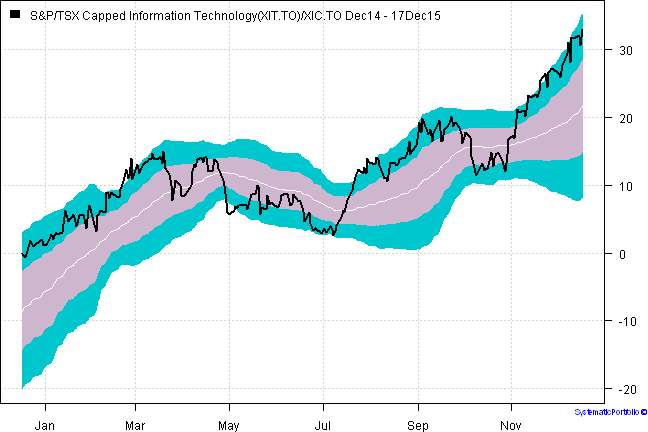 S&P/TSX Capped Information Technology(XIT.TO)/XIC.TO Dec14 - 17Dec15
30
20
10
0
-10
-20
Jan Mar May Jul Sep Nov
SystematicPortfolio ©